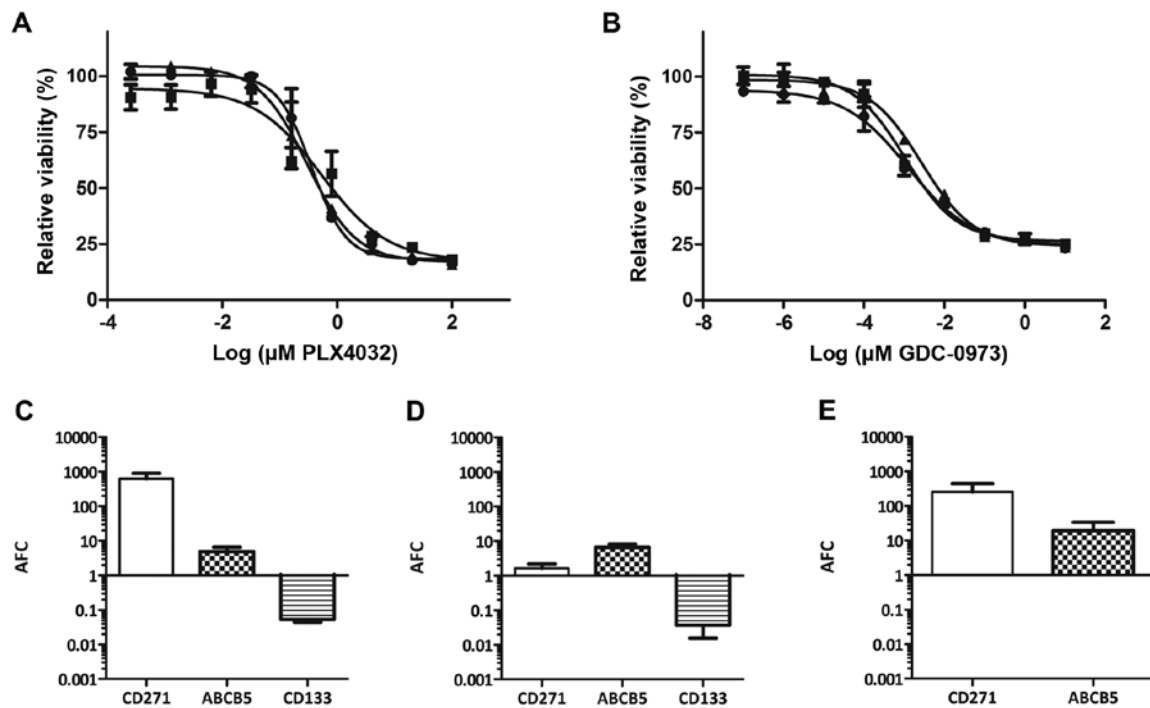 A
B
Relative viability (%)
100
75
50
25
0
-4
-2
0
2
Log (µM PLX4032)
Relative viability (%)
100
75
50
25
0
-8
-6
-4
-2
0
2
Log (µM GDC-0973)
C
D
E
AFC
10000
1000
100
10
1
0.1
0.01
0.001
CD271 ABCB5 CD133
AFC
10000
1000
100
10
1
0.1
0.01
0.001
CD271 ABCB5 CD133
AFC
10000
1000
100
10
1
0.1
0.01
0.001
CD271 ABCB5